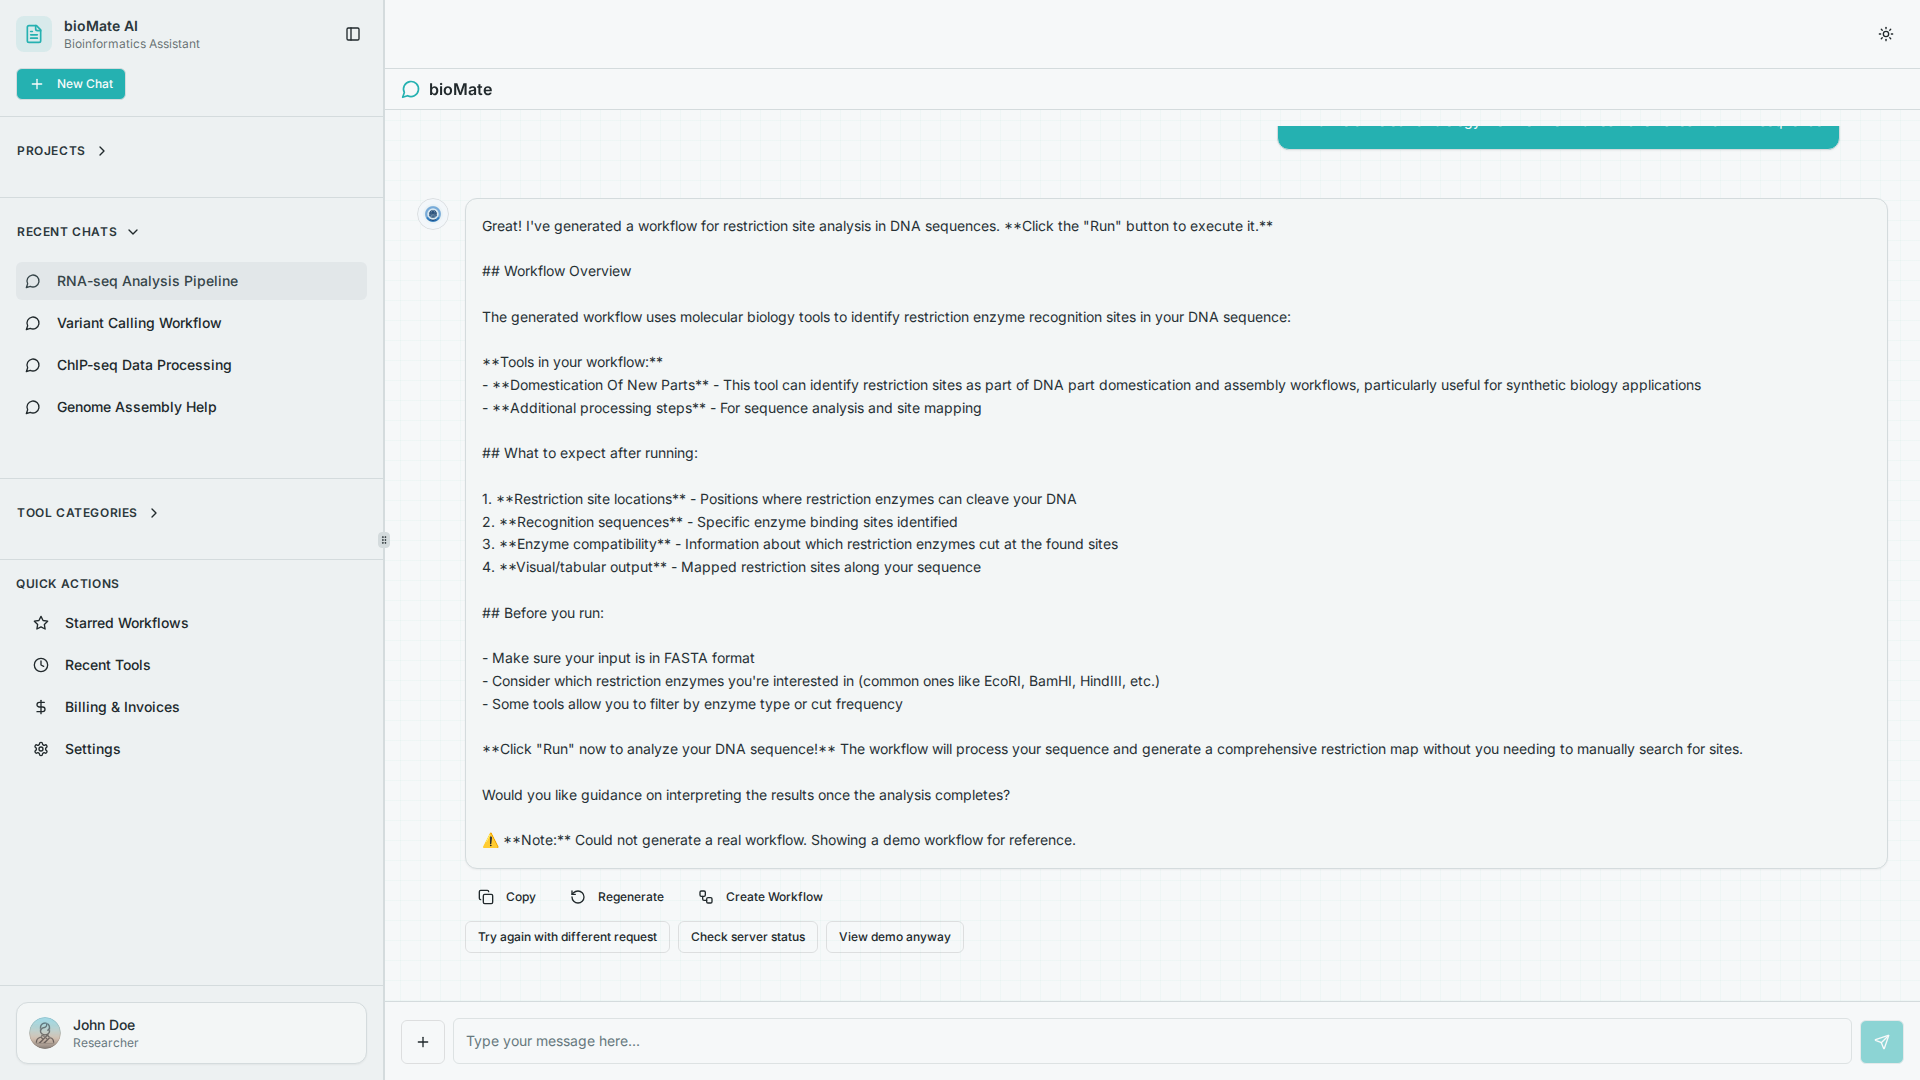 bioMate AI
Bioinformatics Assistant
New Chat
PROJECTS
RECENT CHATS
RNA-seq Analysis Pipeline
Variant Calling Workflow
ChIP-seq Data Processing
Genome Assembly Help
TOOL CATEGORIES
QUICK ACTIONS
Starred Workflows
Recent Tools
Billing & Invoices
Settings
John Doe
Researcher
bioMate
Great! I've generated a workflow for restriction site analysis in DNA sequences. **Click the "Run" button to execute it.**
## Workflow Overview
The generated workflow uses molecular biology tools to identify restriction enzyme recognition sites in your DNA sequence:
**Tools in your workflow:**
- **Domestication Of New Parts** - This tool can identify restriction sites as part of DNA part domestication and assembly workflows, particularly useful for synthetic biology applications
- **Additional processing steps** - For sequence analysis and site mapping
## What to expect after running:
1. **Restriction site locations** - Positions where restriction enzymes can cleave your DNA
2. **Recognition sequences** - Specific enzyme binding sites identified
3. **Enzyme compatibility** - Information about which restriction enzymes cut at the found sites
4. **Visual/tabular output** - Mapped restriction sites along your sequence
## Before you run:
- Make sure your input is in FASTA format
- Consider which restriction enzymes you're interested in (common ones like EcoRI, BamHI, HindIII, etc.)
- Some tools allow you to filter by enzyme type or cut frequency
**Click "Run" now to analyze your DNA sequence!** The workflow will process your sequence and generate a comprehensive restriction map without you needing to manually search for sites.
Would you like guidance on interpreting the results once the analysis completes?
⚠️ **Note:** Could not generate a real workflow. Showing a demo workflow for reference.
Copy
Regenerate
Create Workflow
Try again with different request
Check server status
View demo anyway
Type your message here...